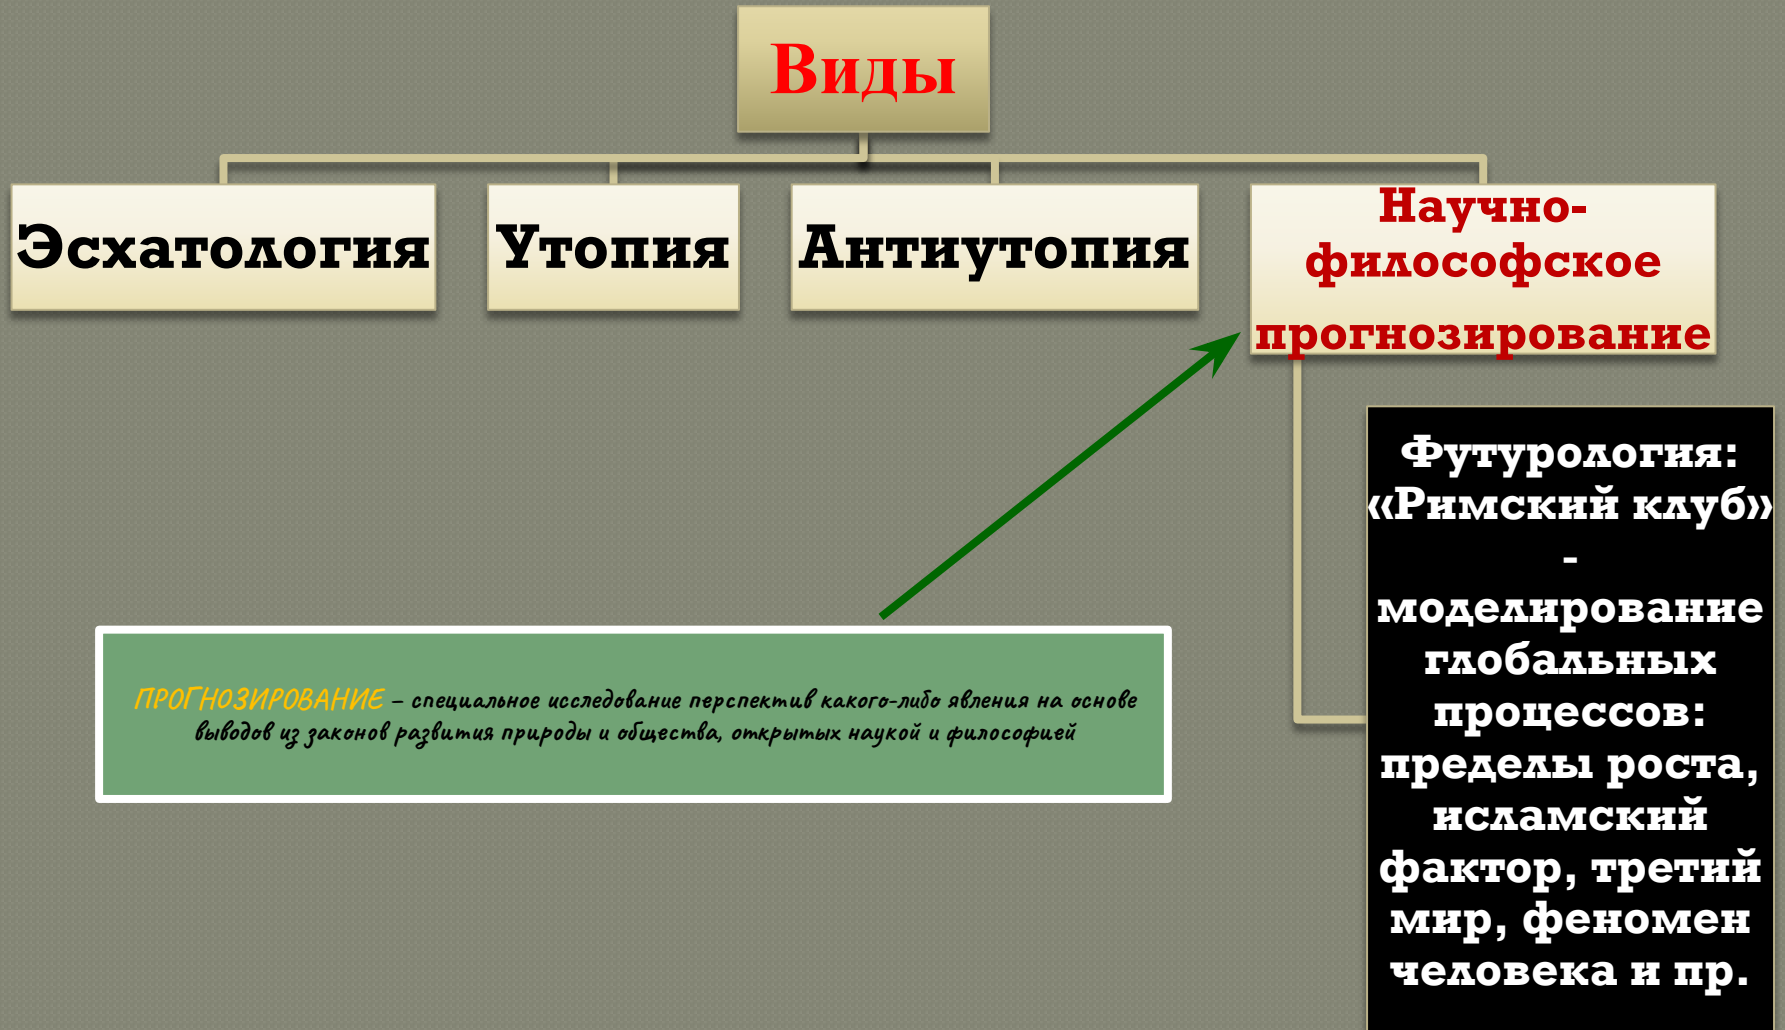 Виды
Эсхатология
Утопия
Антиутопия
Научно-
философское
прогнозирование
Футурология:
«Римский клуб»
-
моделирование
глобальных
процессов:
пределы роста,
исламский
фактор, третий
мир, феномен
человека и пр.
ПРОГНОЗИРОВАНИЕ – специальное исследование перспектив какого-либо явления на основе
выводов из законов развития природы и общества, открытых наукой и философией